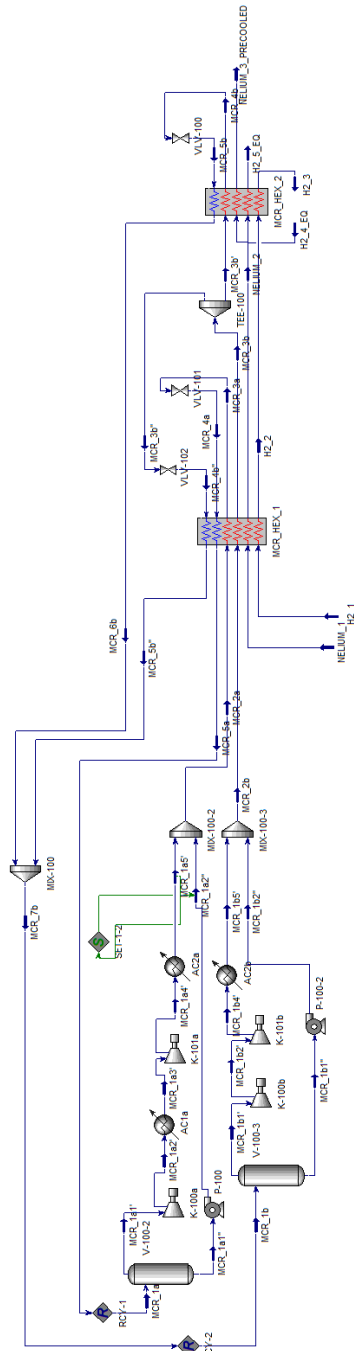 NELIUM_3_PRECOOLED
MCR_4b
VLV-100
MCR_5b
H2_5_EQ
MCR_HEX_2
H2_3
H2_4_EQ
MCR_3b'
NELIUM_2
TEE-100
MCR_3b
VLV-101
MCR_3a
MCR_3b"
MCR_4a
VLV-102
MCR_4b"
H2_2
MCR_HEX_1
MCR_6b
MCR_5b"
NELIUM_1
H2_1
MCR_5a
MCR_2a
MIX-100
MCR_7b
MCR_2b
MIX-100-2
MIX-100-3
MCR_1a5'
MCR_1a2"
S
SET-1-2
MCR_1b5'
MCR_1b2"
AC2a
AC2b
MCR_1a4'
MCR_1b4'
P-100-2
K-101a
K-101b
MCR_1a3'
MCR_1b2'
AC1a
MCR_1b1"
MCR_1a2'
K-100b
K-100a
MCR_1b1'
P-100
V-100-3
MCR_1a1'
V-100-2
MCR_1a1"
MCR_1b
MCR_1a
R
RCY-1
R